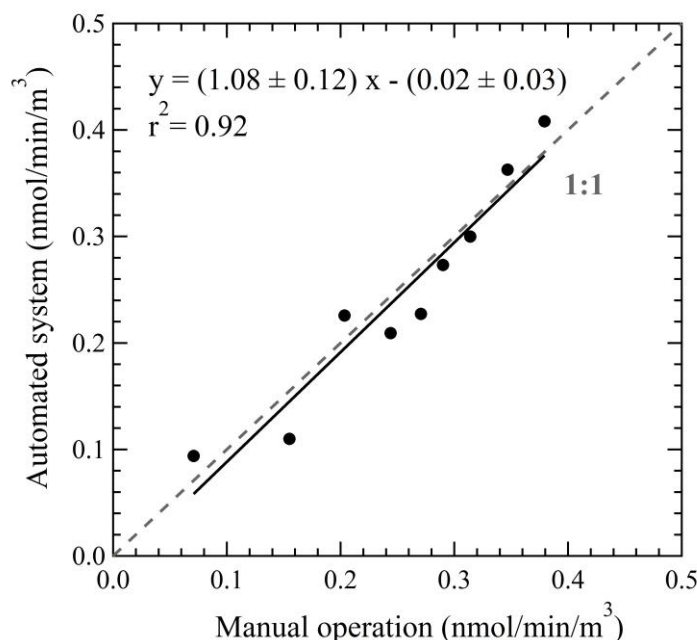 y = (1.08 ± 0.12) x - (0.02 ± 0.03)
r² = 0.92
1:1
Automated system (nmol/min/m³)
0.5
0.4
0.3
0.2
0.1
0.0
0.0 0.1 0.2 0.3 0.4 0.5
Manual operation (nmol/min/m³)